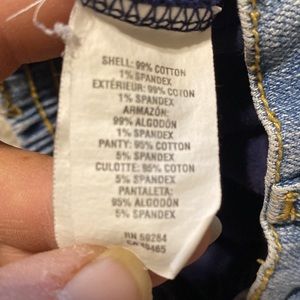 SHELL: 99% COTTON
1% SPANDEX
EXTÉRIEUR: 99% COTON
1% SPANDEX
ARMAZÓN:
99% ALGODÓN
1% SPANDEX
PANTY: 95% COTTON
5% SPANDEX
CULOTTE: 95% COTON
5% SPANDEX
PANTALETA:
95% ALGODÓN
5% SPANDEX
RN 59284